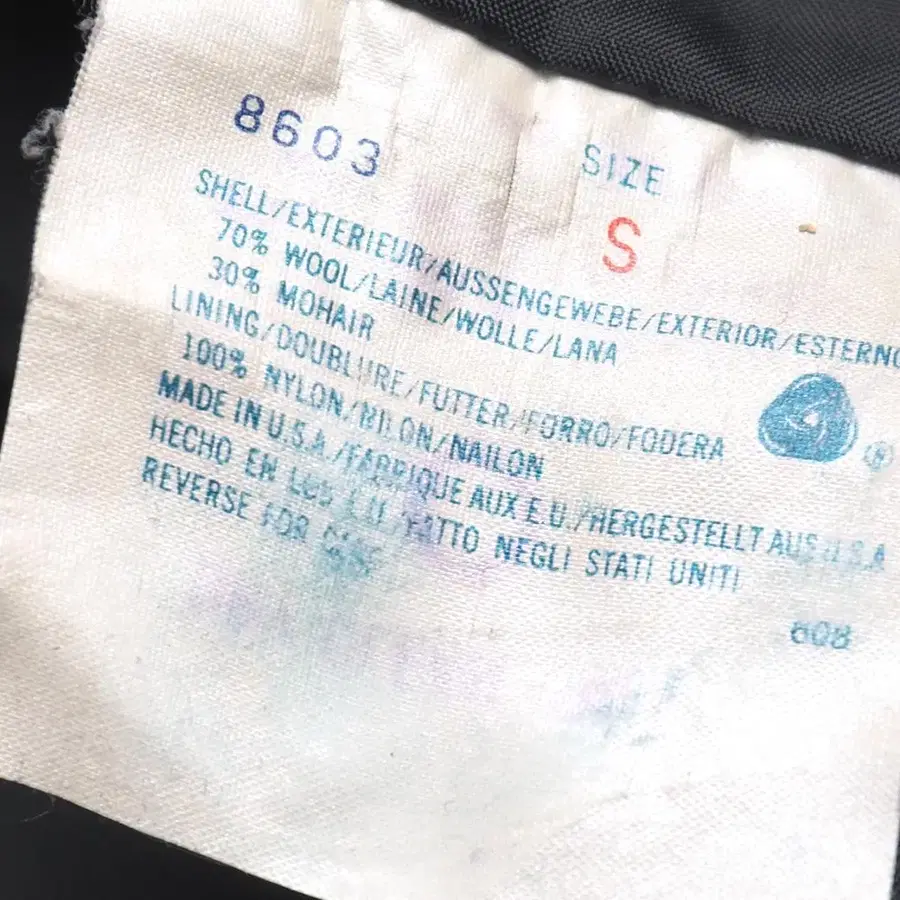 8603
SIZE
S
SHELL/EXTERIEUR/AUSSENGEWEBE/EXTERIOR/ESTERNO
70% WOOL/LAINE/WOLLE/LANA
30% MOHAIR
LINING/DOUBLURE/FUTTER/FORRO/FODERA
100% NYLON/NILON/NAILON
MADE IN U.S.A./FABRIQUE AUX E.U./HERGESTELLT AUS U.S.A
HECHO EN LOS E.U. FATTO NEGLI STATI UNITI
REVERSE FOR CARE
®
608